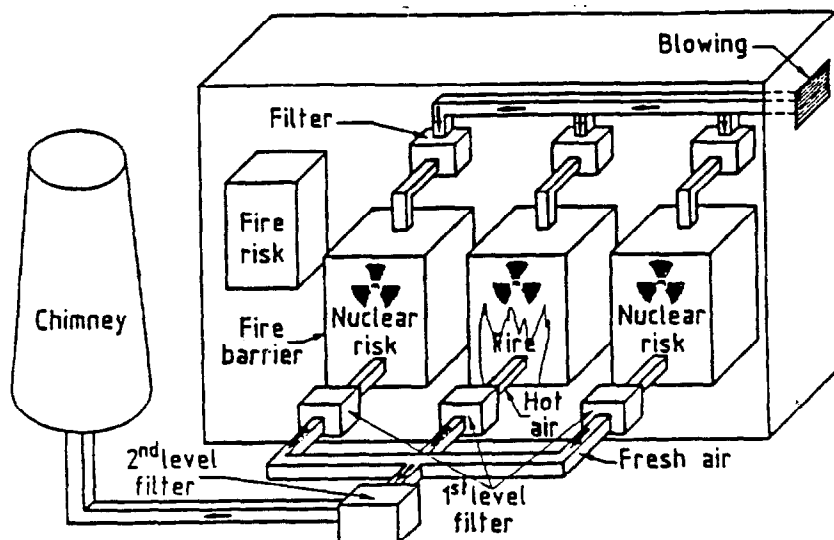 Blowing
Filter
Fire
risk
Chimney
Fire
barrier
Nuclear
risk
Fire
Nuclear
risk
Hot
air
Fresh air
2nd level
filter
1st level
filter